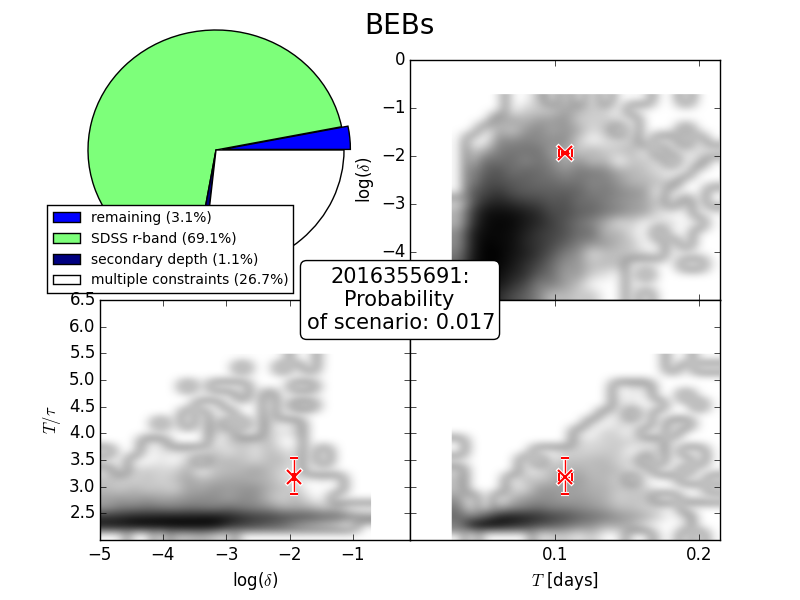 BEBs
remaining (3.1%)
SDSS r-band (69.1%)
secondary depth (1.1%)
multiple constraints (26.7%)
0
−1
−2
−3
−4
log(δ)
2016355691:
Probability
of scenario: 0.017
6.5
6.0
5.5
5.0
4.5
4.0
3.5
3.0
2.5
T/τ
−5 −4 −3 −2 −1
log(δ)
0.1 0.2
T [days]